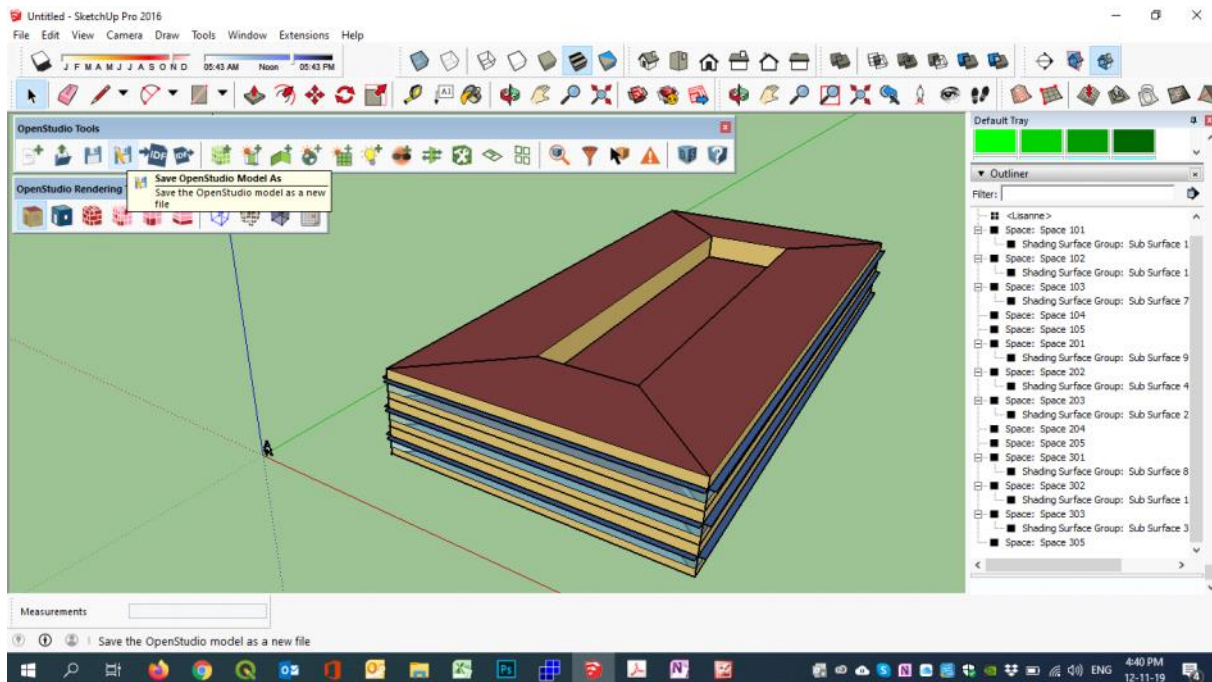 Untitled - SketchUp Pro 2016
File Edit View Camera Draw Tools Window Extensions Help
J F M A M J J A S O N D 05:43 AM Noon 05:43 PM
A1
OpenStudio Tools
IDF IDF
Save OpenStudio Model As
Save the OpenStudio model as a new
file
OpenStudio Rendering
Default Tray
Outliner
Filter:
<Lisanne>
Space: Space 101
Shading Surface Group: Sub Surface 1
Space: Space 102
Shading Surface Group: Sub Surface 1
Space: Space 103
Shading Surface Group: Sub Surface 7
Space: Space 104
Space: Space 105
Space: Space 201
Shading Surface Group: Sub Surface 9
Space: Space 202
Shading Surface Group: Sub Surface 4
Space: Space 203
Shading Surface Group: Sub Surface 2
Space: Space 204
Space: Space 205
Space: Space 301
Shading Surface Group: Sub Surface 8
Space: Space 302
Shading Surface Group: Sub Surface 1
Space: Space 303
Shading Surface Group: Sub Surface 3
Space: Space 305
Measurements
Save the OpenStudio model as a new file
Ps
ENG
4:40 PM
12-11-19